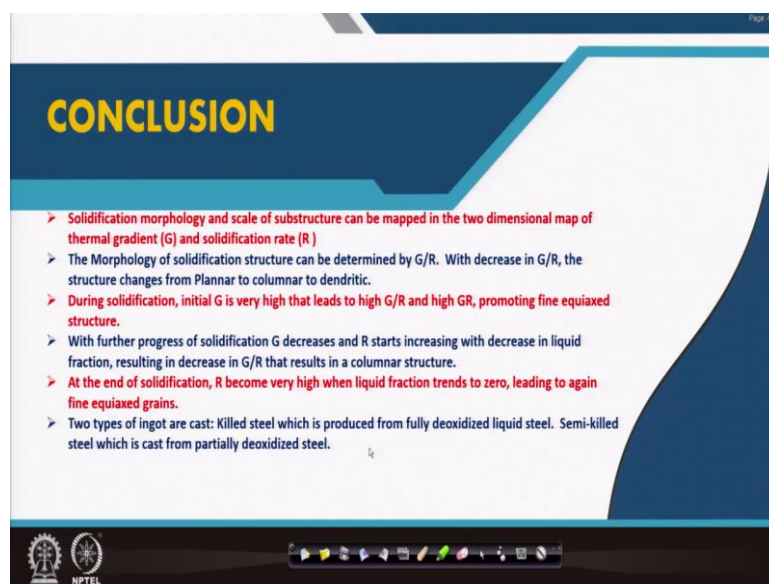 Page
CONCLUSION
➤ Solidification morphology and scale of substructure can be mapped in the two dimensional map of
thermal gradient (G) and solidification rate (R )
➤ The Morphology of solidification structure can be determined by G/R. With decrease in G/R, the
structure changes from Plannar to columnar to dendritic.
➤ During solidification, initial G is very high that leads to high G/R and high GR, promoting fine equiaxed
structure.
➤ With further progress of solidification G decreases and R starts increasing with decrease in liquid
fraction, resulting in decrease in G/R that results in a columnar structure.
➤ At the end of solidification, R become very high when liquid fraction trends to zero, leading to again
fine equiaxed grains.
➤ Two types of ingot are cast: Killed steel which is produced from fully deoxidized liquid steel. Semi-killed
steel which is cast from partially deoxidized steel.
NPTEL